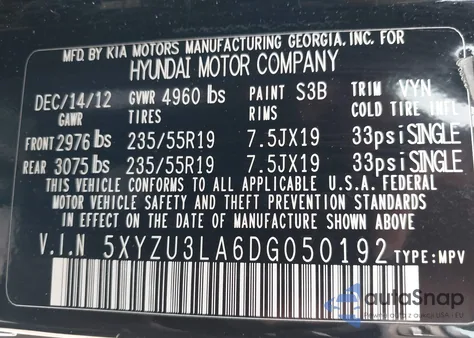 MFD. BY KIA MOTORS MANUFACTURING GEORGIA, INC. FOR
HYUNDAI MOTOR COMPANY
DEC/14/12 GVWR 4960 lbs PAINT S3B TRIM VYN
GAWR TIRES RIMS COLD TIRE INFL
FRONT 2976 lbs 235/55R19 7.5JX19 33psi SINGLE
REAR 3075 lbs 235/55R19 7.5JX19 33psi SINGLE
THIS VEHICLE CONFORMS TO ALL APPLICABLE U.S.A. FEDERAL
MOTOR VEHICLE SAFETY AND THEFT PREVENTION STANDARDS
IN EFFECT ON THE DATE OF MANUFACTURE SHOWN ABOVE.
V.I.N 5XYZU3LA6DG050192 TYPE: MPV
autoSnap